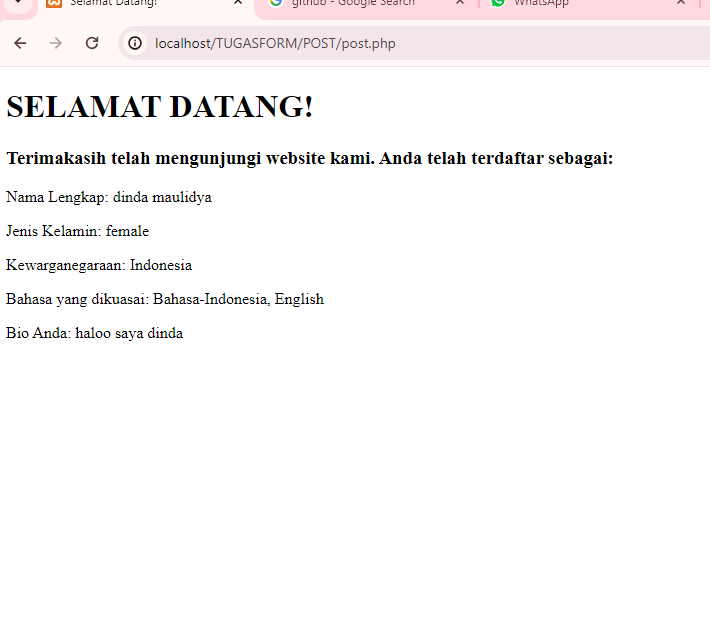 Selamat Datang!
github - Google Search
WhatsApp
localhost/TUGASFORM/POST/post.php
SELAMAT DATANG!
Terimakasih telah mengunjungi website kami. Anda telah terdaftar sebagai:
Nama Lengkap: dinda maulidya
Jenis Kelamin: female
Kewarganegaraan: Indonesia
Bahasa yang dikuasai: Bahasa-Indonesia, English
Bio Anda: haloo saya dinda